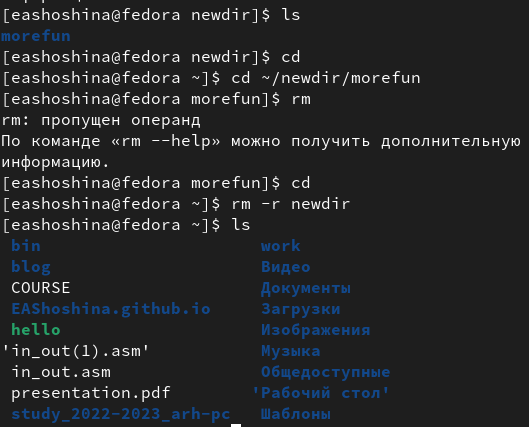 [eashoshina@fedora newdir]$ ls
morefun
[eashoshina@fedora newdir]$ cd
[eashoshina@fedora ~]$ cd ~/newdir/morefun
[eashoshina@fedora morefun]$ rm
rm: пропущен операнд
По команде «rm --help» можно получить дополнительную
информацию.
[eashoshina@fedora morefun]$ cd
[eashoshina@fedora ~]$ rm -r newdir
[eashoshina@fedora ~]$ ls
bin work
blog Видео
COURSE Документы
EAShoshina.github.io Загрузки
hello Изображения
'in_out(1).asm' Музыка
in_out.asm Общедоступные
presentation.pdf 'Рабочий стол'
study_2022-2023_arh-pc Шаблоны